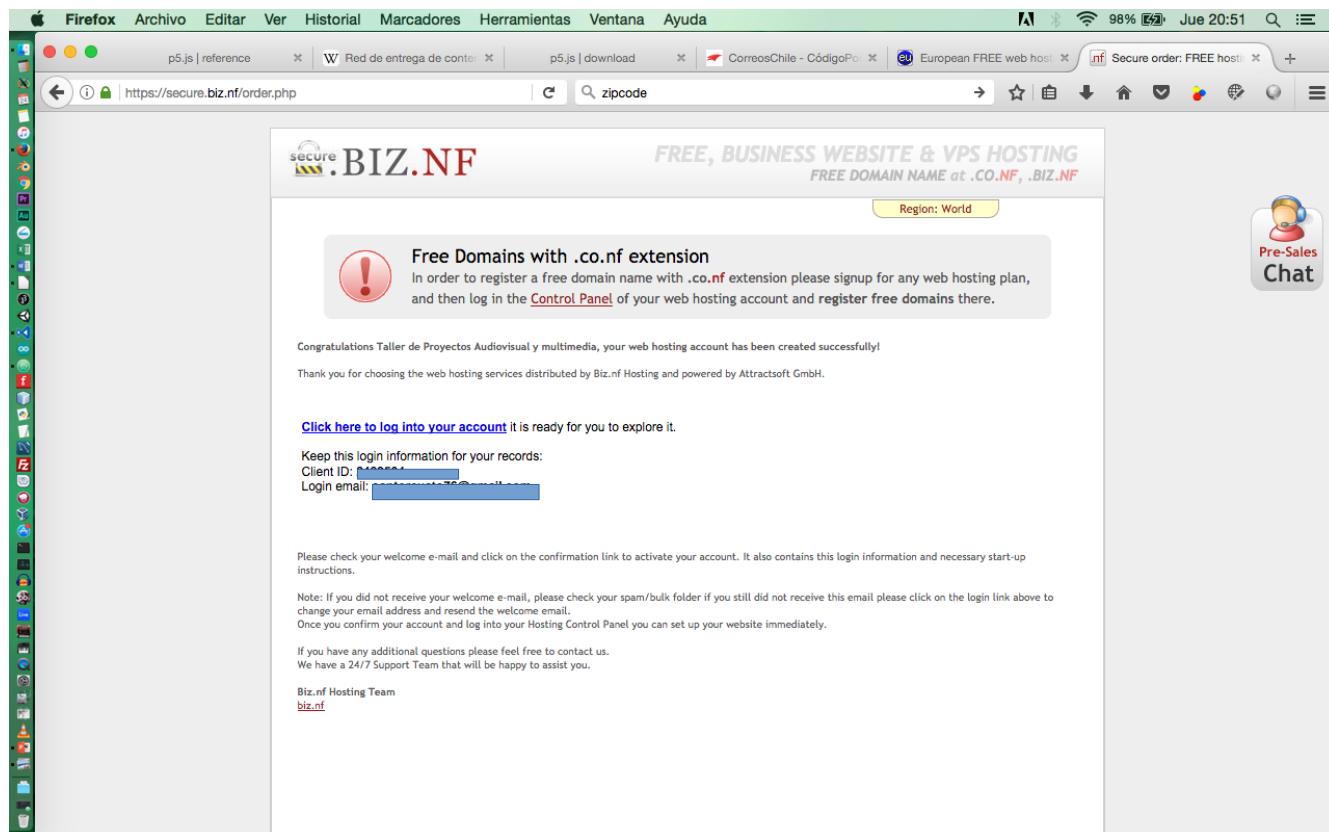 Firefox Archivo Editar Ver Historial Marcadores Herramientas Ventana Ayuda 98% Jue 20:51
p5.js | reference
W Red de entrega de conte
p5.js | download
CorreosChile - CódigoPo
eu European FREE web host
.nf Secure order: FREE hosti
https://secure.biz.nf/order.php
zipcode
secure .BIZ.NF
FREE, BUSINESS WEBSITE & VPS HOSTING
FREE DOMAIN NAME at .CO.NF, .BIZ.NF
Region: World
Pre-Sales
Chat
Free Domains with .co.nf extension
In order to register a free domain name with .co.nf extension please signup for any web hosting plan,
and then log in the Control Panel of your web hosting account and register free domains there.
Congratulations Taller de Proyectos Audiovisual y multimedia, your web hosting account has been created successfully!
Thank you for choosing the web hosting services distributed by Biz.nf Hosting and powered by Attractsoft GmbH.
Click here to log into your account it is ready for you to explore it.
Keep this login information for your records:
Client ID:
Login email:
Please check your welcome e-mail and click on the confirmation link to activate your account. It also contains this login information and necessary start-up
instructions.
Note: If you did not receive your welcome e-mail, please check your spam/bulk folder if you still did not receive this email please click on the login link above to
change your email address and resend the welcome email.
Once you confirm your account and log into your Hosting Control Panel you can set up your website immediately.
If you have any additional questions please feel free to contact us.
We have a 24/7 Support Team that will be happy to assist you.
Biz.nf Hosting Team
biz.nf